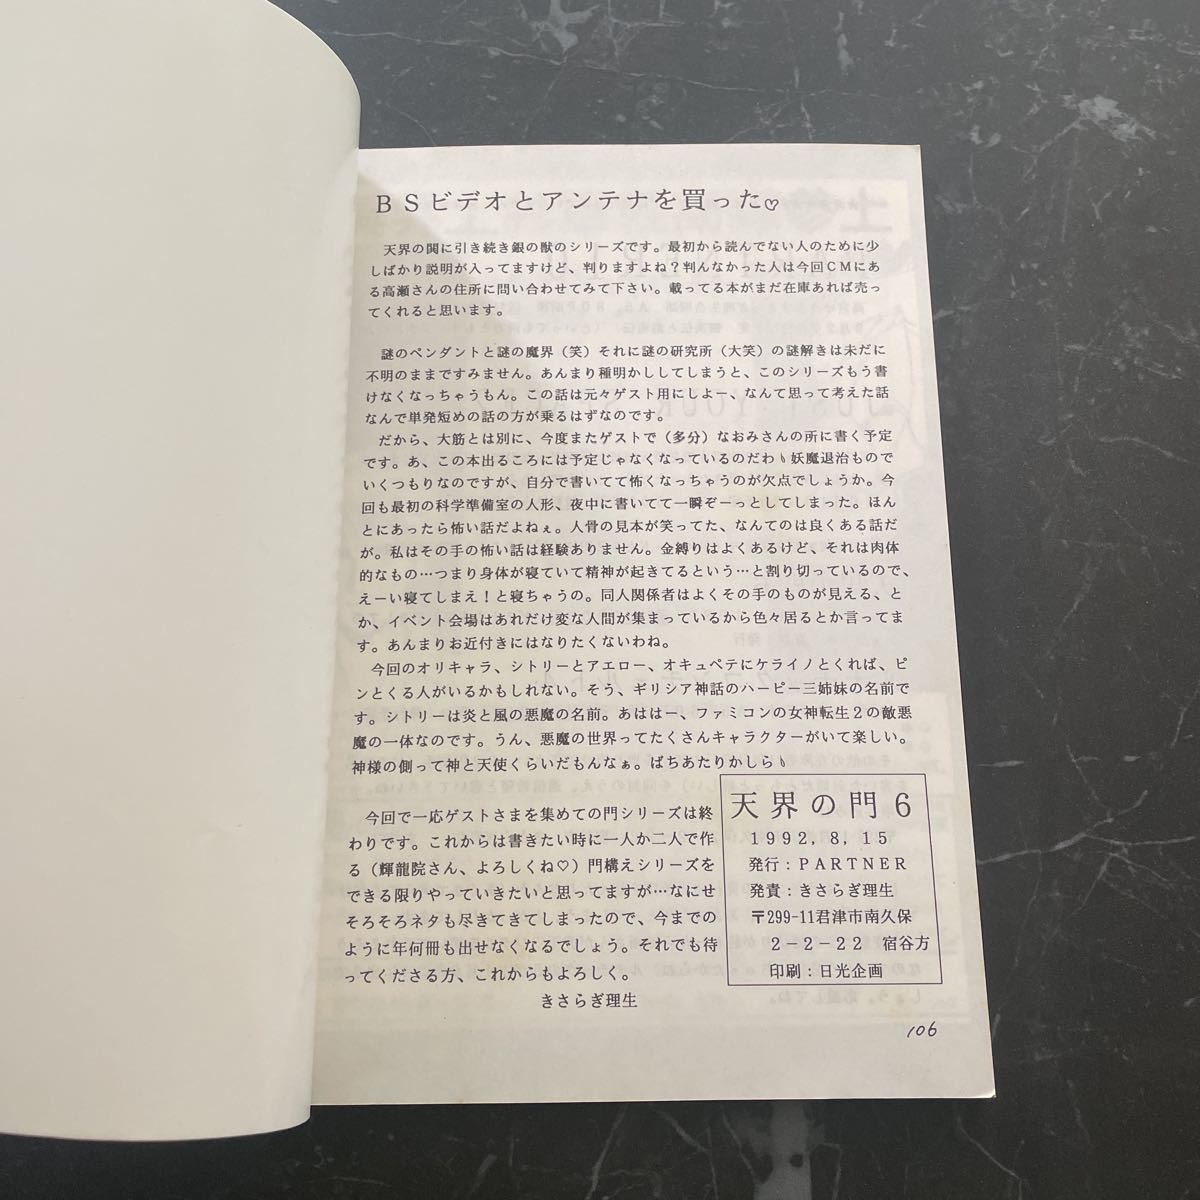 BSビデオとアンテナを買った♡
天界の関に引き続き銀の獣のシリーズです。最初から読んでない人のために少
しばかり説明が入ってますけど、判りますよね？判んなかった人は今回CMにあ
る高瀬さんの住所に問い合わせてみて下さい。載ってる本がまだ在庫あれば売っ
てくれると思います。
謎のペンダントと謎の魔界（笑）それに謎の研究所（大笑）の謎解きは未だに
不明のままですみません。あんまり種明かししてしまうと、このシリーズもう書
けなくなっちゃうもん。この話は元々ゲスト用にしよー、なんて思って考えた話
なんで単発短めの話の方が乗るはずなのです。
だから、大筋とは別に、今度またゲストで（多分）なおみさんの所に書く予定
です。あ、この本出るころには予定じゃなくなっているのだわ妖魔退治もので
いくつもりなのですが、自分で書いてて怖くなっちゃうのが欠点でしょうか。今
回も最初の科学準備室の人形、夜中に書いてて一瞬ぞーっとしてしまった。ほん
とにあったら怖い話だよねぇ。人骨の見本が笑ってた、なんてのは良くある話だ
が。私はその手の怖い話は経験ありません。金縛りはよくあるけど、それは肉体
的なもの…つまり身体が寝ていて精神が起きてるという…と割り切っているので、
えーい寝てしまえ！と寝ちゃうの。同人関係者はよくその手のものが見える、と
か、イベント会場はあれだけ変な人間が集まっているから色々居るとか言ってま
す。あんまりお近付きにはなりたくないわね。
今回のオリキャラ、シトリーとアエロー、オキュペテにケライノとくれば、ピ
ンとくる人がいるかもしれない。そう、ギリシア神話のハーピー三姉妹の名前で
す。シトリーは炎と風の悪魔の名前。あははー、ファミコンの女神転生２の敵悪
魔の一体なのです。うん、悪魔の世界ってたくさんキャラクターがいて楽しい。
神様の側って神と天使くらいだもんなぁ。ばちあたりかしら
今回で一応ゲストさまを集めての門シリーズは終
わりです。これからは書きたい時に一人か二人で作
る（輝龍院さん、よろしくね♡）門構えシリーズを
できる限りやっていきたいと思ってますが…なにせ
そろそろネタも尽きてきてしまったので、今までの
ように年何冊も出せなくなるでしょう。それでも待
ってくださる方、これからもよろしく。
きさらぎ理生
天界の門６
１９９２，８，１５
発行：PARTNER
発責：きさらぎ理生
〒299-11君津市南久保
２－２－２２　宿谷方
印刷：日光企画
106